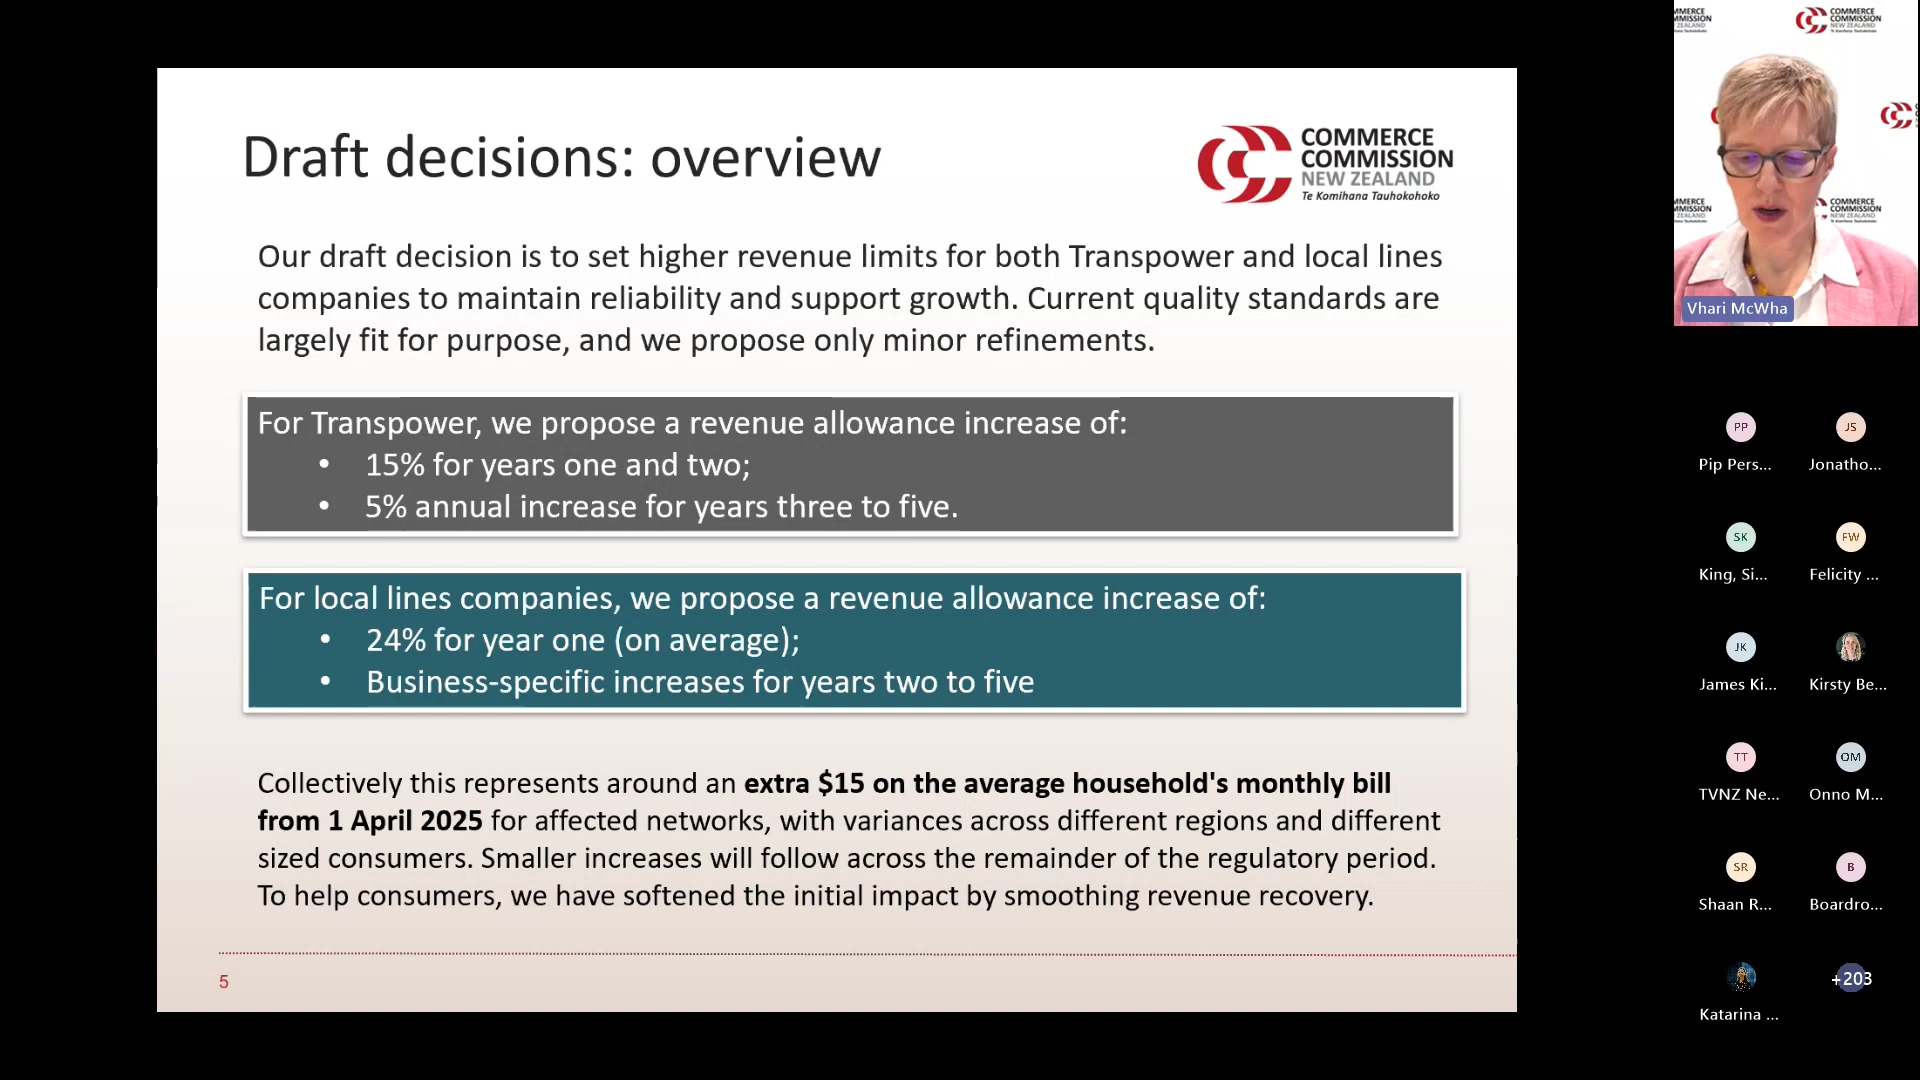 Draft decisions: overview
COMMERCE
COMMISSION
NEW ZEALAND
Te Komihana Tauhokohoko
Our draft decision is to set higher revenue limits for both Transpower and local lines
companies to maintain reliability and support growth. Current quality standards are
largely fit for purpose, and we propose only minor refinements.
For Transpower, we propose a revenue allowance increase of:
• 15% for years one and two;
• 5% annual increase for years three to five.
For local lines companies, we propose a revenue allowance increase of:
• 24% for year one (on average);
• Business-specific increases for years two to five
Collectively this represents around an extra $15 on the average household's monthly bill
from 1 April 2025 for affected networks, with variances across different regions and different
sized consumers. Smaller increases will follow across the remainder of the regulatory period.
To help consumers, we have softened the initial impact by smoothing revenue recovery.
5
COMMERCE
COMMISSION
NEW ZEALAND
Te Komihana Tauhokohoko
Vhari McWha
PP
JS
Pip Pers...
Jonatho...
SK
FW
King, Si...
Felicity ...
JK
James Ki...
Kirsty Be...
TT
OM
TVNZ Ne...
Onno M...
SR
B
Shaan R...
Boardro...
Katarina ...
+203